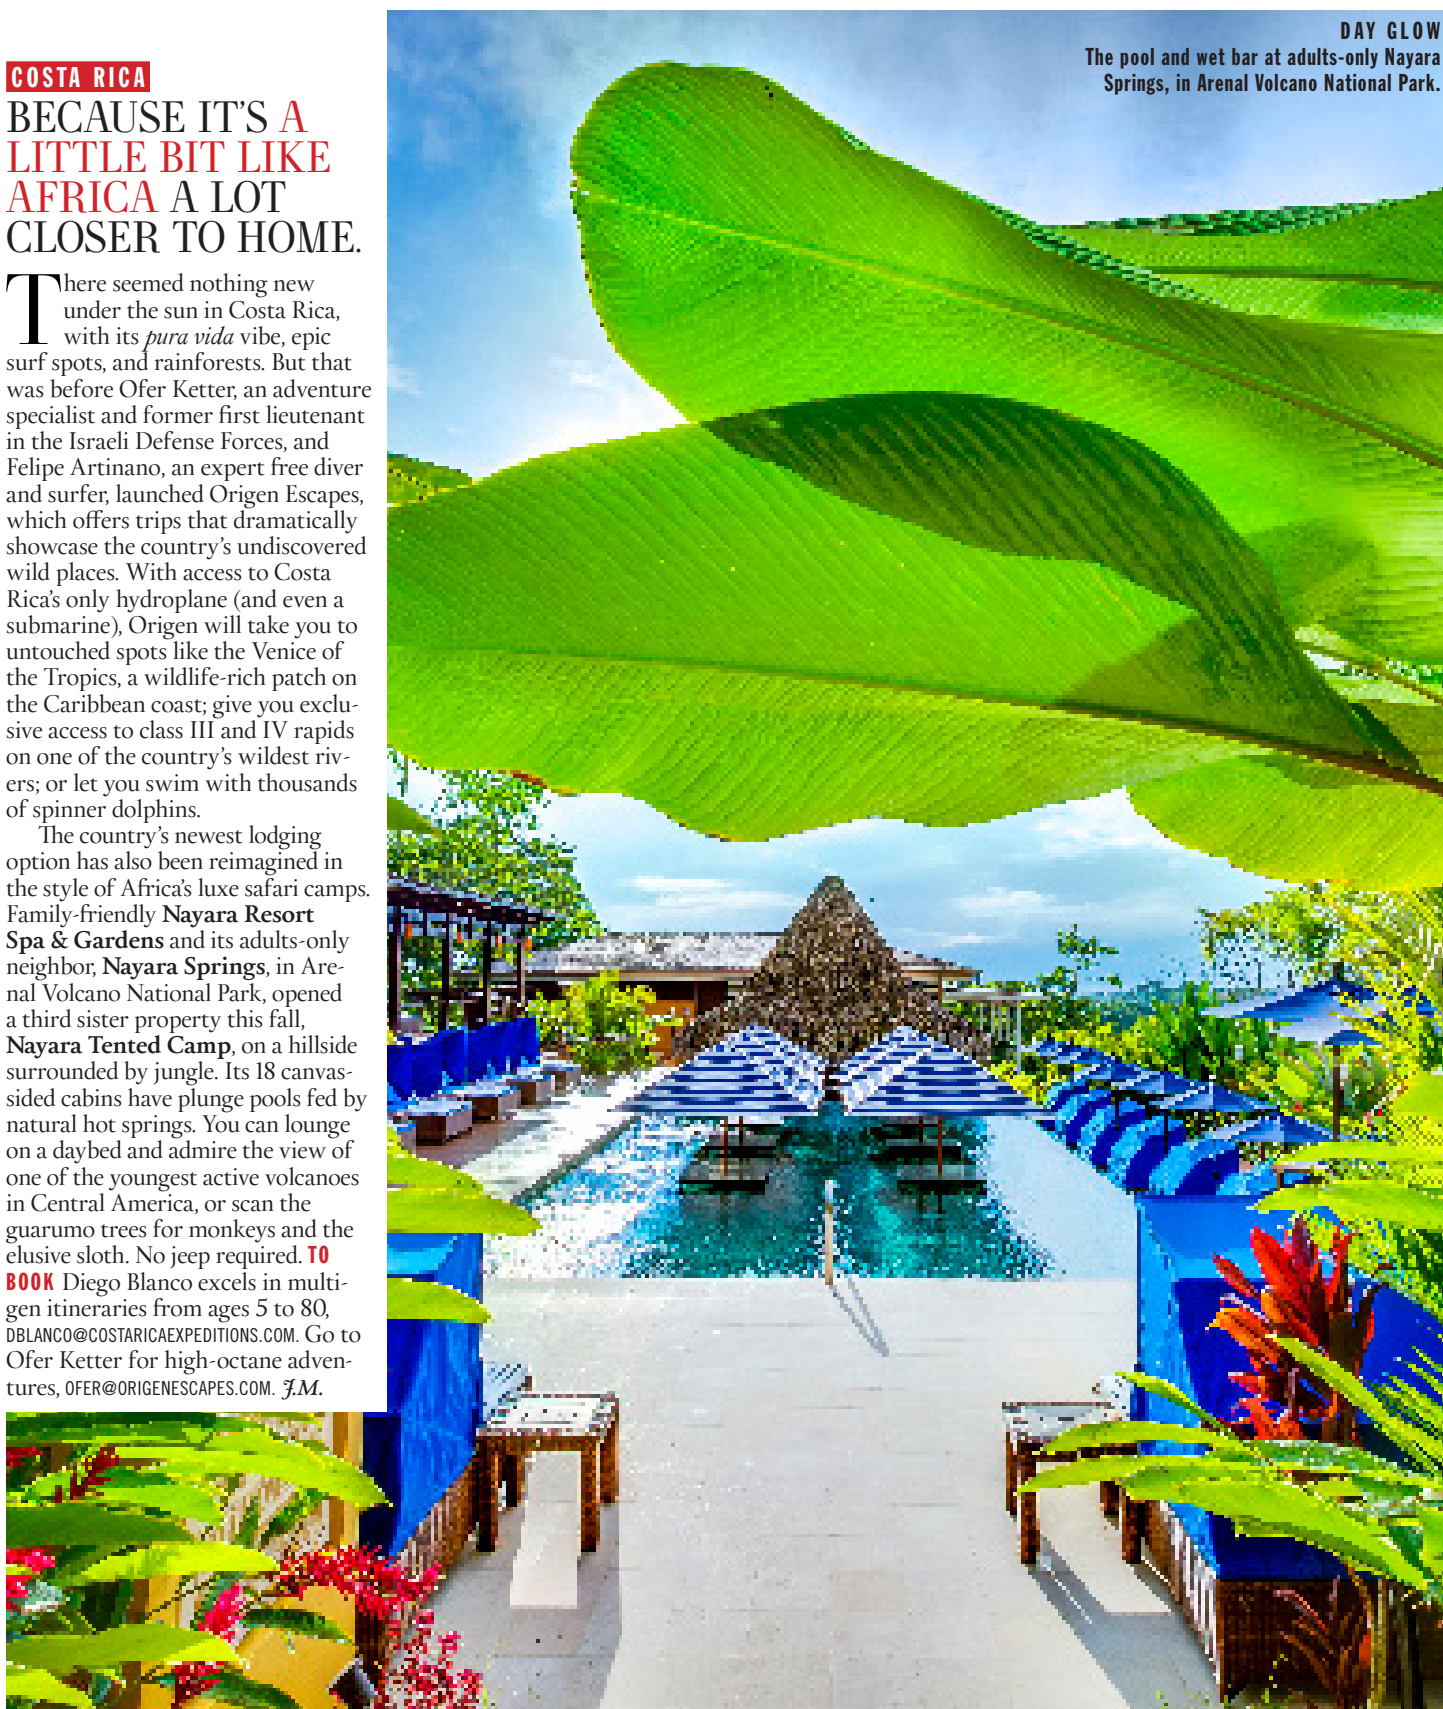 COSTA RICA
BECAUSE IT'S A
LITTLE BIT LIKE
AFRICA A LOT
CLOSER TO HOME.
There seemed nothing new
under the sun in Costa Rica,
with its pura vida vibe, epic
surf spots, and rainforests. But that
was before Ofer Ketter, an adventure
specialist and former first lieutenant
in the Israeli Defense Forces, and
Felipe Artinano, an expert free diver
and surfer, launched Origen Escapes,
which offers trips that dramatically
showcase the country's undiscovered
wild places. With access to Costa
Rica's only hydroplane (and even a
submarine), Origen will take you to
untouched spots like the Venice of
the Tropics, a wildlife-rich patch on
the Caribbean coast; give you exclu-
sive access to class III and IV rapids
on one of the country's wildest riv-
ers; or let you swim with thousands
of spinner dolphins.
The country's newest lodging
option has also been reimagined in
the style of Africa's luxe safari camps.
Family-friendly Nayara Resort
Spa & Gardens and its adults-only
neighbor, Nayara Springs, in Are-
nal Volcano National Park, opened
a third sister property this fall,
Nayara Tented Camp, on a hillside
surrounded by jungle. Its 18 canvas-
sided cabins have plunge pools fed by
natural hot springs. You can lounge
on a daybed and admire the view of
one of the youngest active volcanoes
in Central America, or scan the
guarumo trees for monkeys and the
elusive sloth. No jeep required. TO
BOOK Diego Blanco excels in multi-
gen itineraries from ages 5 to 80,
DBLANCO@COSTARICAEXPEDITIONS.COM. Go to
Ofer Ketter for high-octane adven-
tures, OFER@ORIGENESCAPES.COM. J.M.
DAY GLOW
The pool and wet bar at adults-only Nayara
Springs, in Arenal Volcano National Park.